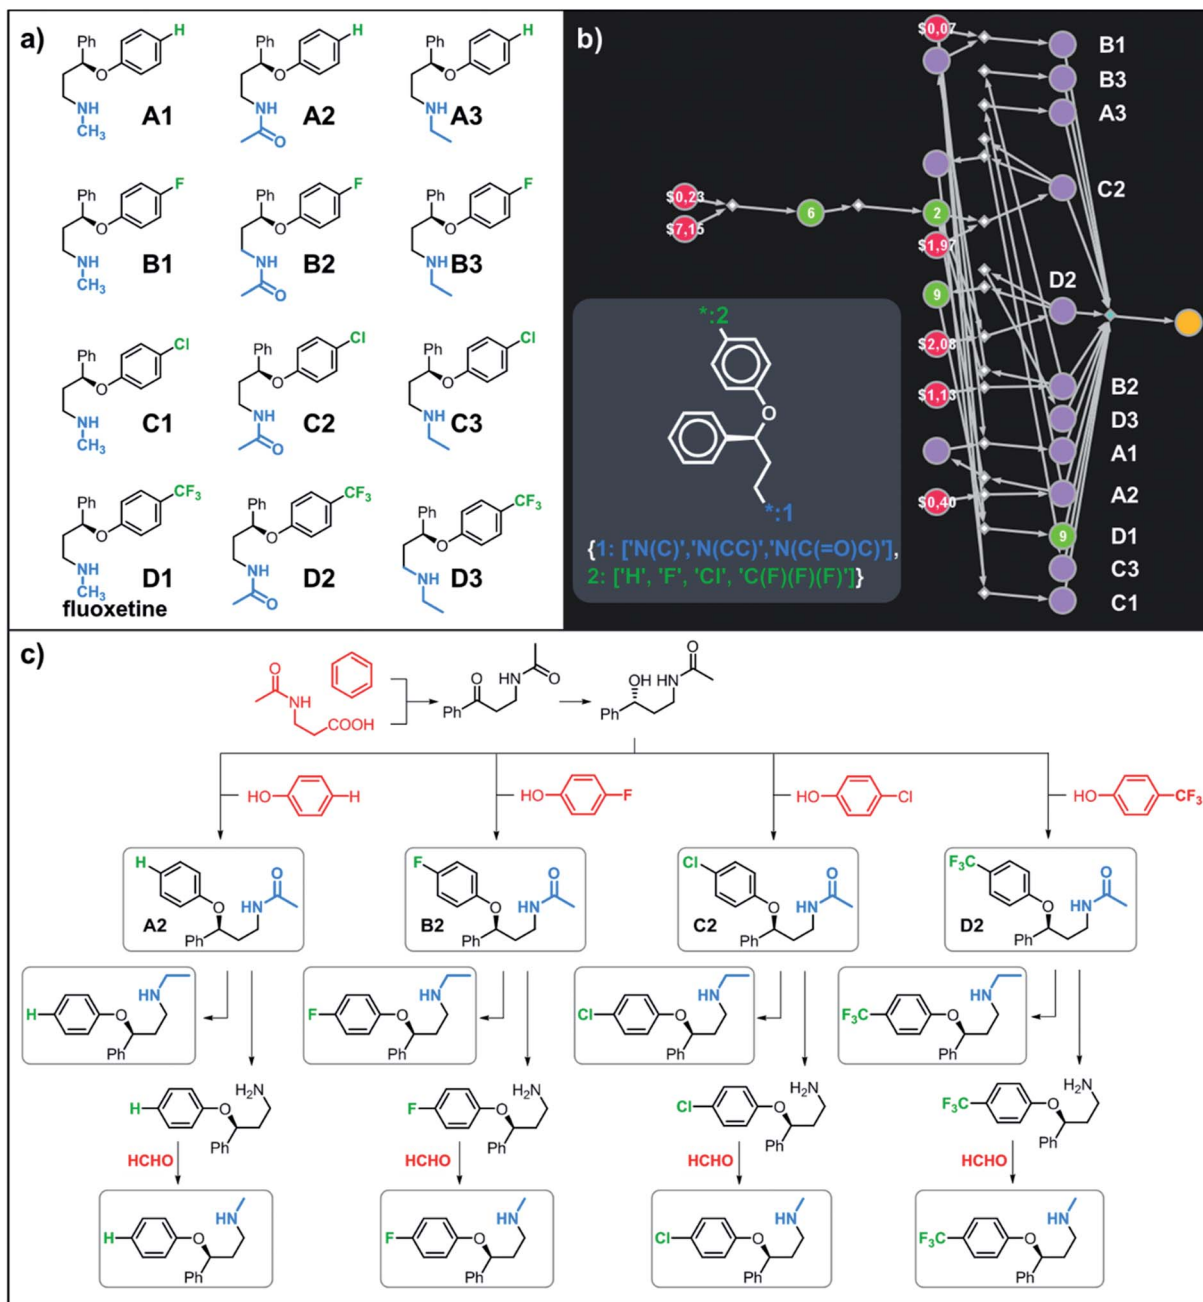 a)
Ph
H
O
NH
CH3
A1
Ph
H
O
NH
O
A2
Ph
H
O
NH
A3
Ph
F
O
NH
CH3
B1
Ph
F
O
NH
O
B2
Ph
F
O
NH
B3
Ph
Cl
O
NH
CH3
C1
Ph
Cl
O
NH
O
C2
Ph
Cl
O
NH
C3
Ph
CF3
O
NH
CH3
D1
fluoxetine
Ph
CF3
O
NH
O
D2
Ph
CF3
O
NH
D3
b)
$0,07
B1
B3
A3
C2
$0,23
6
2
$7,15
$1,97
D2
9
$2,08
$1,13
B2
D3
A1
$0,40
A2
9
D1
C3
C1
*:2
O
*:1
{1: ['N(C)','N(CC)','N(C(=O)C)'],
2: ['H', 'F', 'Cl', 'C(F)(F)(F)']}
c)
O
NH
COOH
O
NH
O
Ph
OH
HN
O
Ph
HO
H
HO
F
HO
Cl
HO
CF3
H
O
O
HN
A2
Ph
F
O
O
HN
B2
Ph
Cl
O
O
HN
C2
Ph
F3C
O
O
HN
D2
Ph
HN
H
O
Ph
HN
F
O
Ph
HN
Cl
O
Ph
HN
F3C
O
Ph
H2N
H
O
Ph
H2N
F
O
Ph
H2N
Cl
O
Ph
H2N
F3C
O
Ph
HCHO
HCHO
HCHO
HCHO
HN
H
O
Ph
HN
F
O
Ph
HN
Cl
O
Ph
HN
F3C
O
Ph